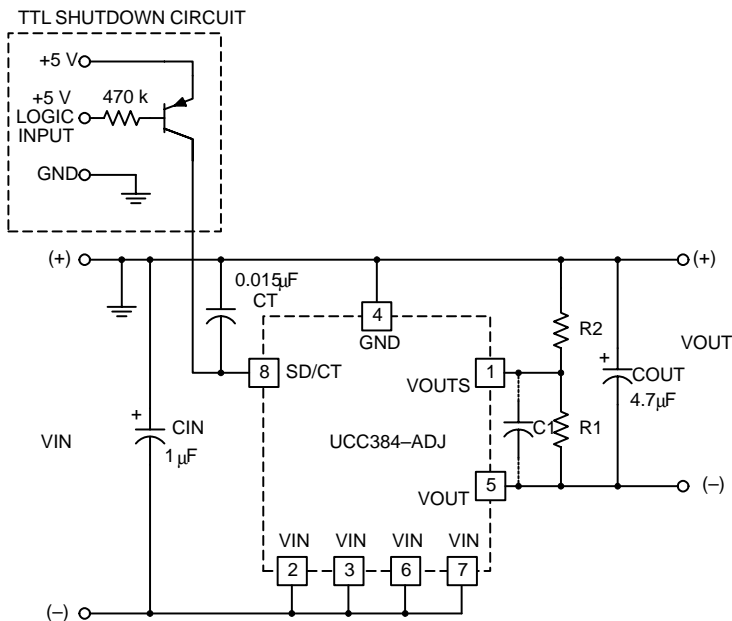 TTL SHUTDOWN CIRCUIT
+5 V
+5 V
LOGIC
INPUT
470 k
GND
(+)
(+)
0.015µF
CT
4
GND
R2
VOUT
8
SD/CT
1
VOUTS
+
COUT
4.7µF
+
CIN
1 µF
VIN
UCC384–ADJ
C1
R1
5
VOUT
(–)
VIN
VIN
VIN
VIN
2
3
6
7
(–)